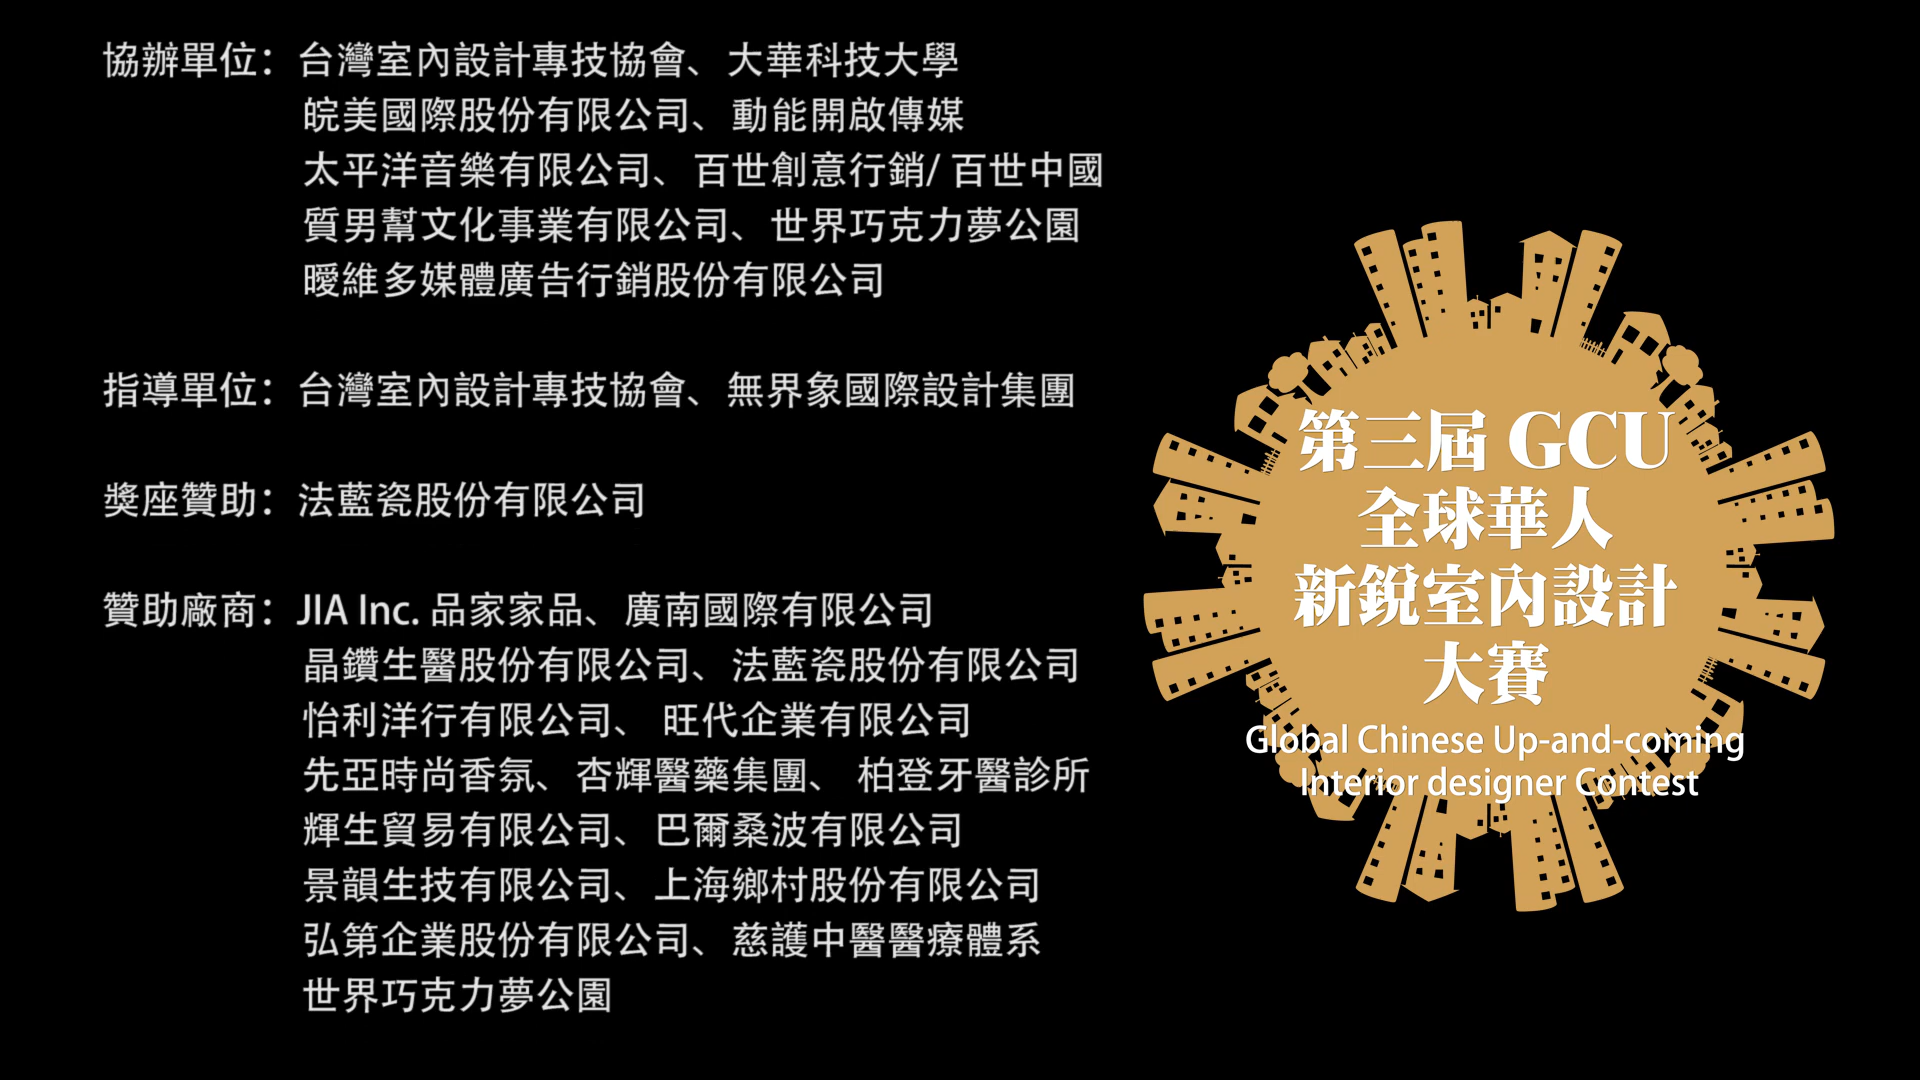 協辦單位：台灣室內設計專技協會、大華科技大學
皖美國際股份有限公司、動能開啟傳媒
太平洋音樂有限公司、百世創意行銷/ 百世中國
質男幫文化事業有限公司、世界巧克力夢公園
曖維多媒體廣告行銷股份有限公司
指導單位：台灣室內設計專技協會、無界象國際設計集團
獎座贊助：法藍瓷股份有限公司
贊助廠商：JIA Inc. 品家家品、廣南國際有限公司
晶鑽生醫股份有限公司、法藍瓷股份有限公司
怡利洋行有限公司、 旺代企業有限公司
先亞時尚香氛、杏輝醫藥集團、 柏登牙醫診所
輝生貿易有限公司、巴爾桑波有限公司
景韻生技有限公司、上海鄉村股份有限公司
弘第企業股份有限公司、慈護中醫醫療體系
世界巧克力夢公園
第三屆 GCU
全球華人
新銳室內設計
大賽
Global Chinese Up-and-coming
Interior designer Contest